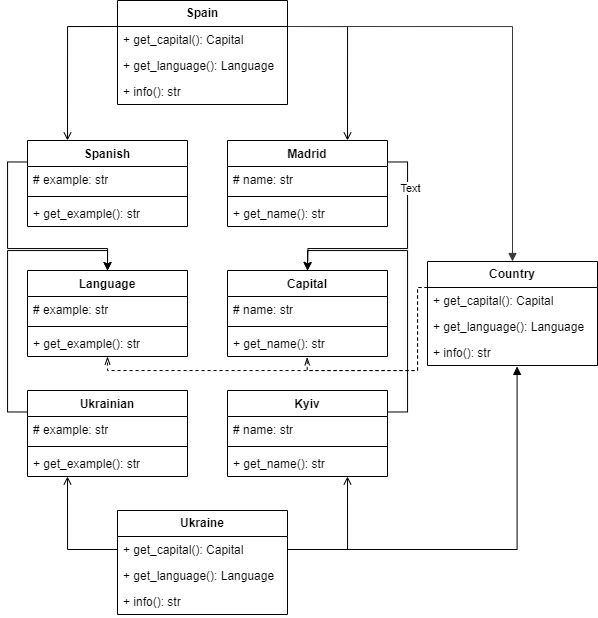 Spain
+ get_capital(): Capital
+ get_language(): Language
+ info(): str
Spanish
# example: str
+ get_example(): str
Madrid
# name: str
+ get_name(): str
Text
Language
# example: str
+ get_example(): str
Capital
# name: str
+ get_name(): str
Country
+ get_capital(): Capital
+ get_language(): Language
+ info(): str
Ukrainian
# example: str
+ get_example(): str
Kyiv
# name: str
+ get_name(): str
Ukraine
+ get_capital(): Capital
+ get_language(): Language
+ info(): str